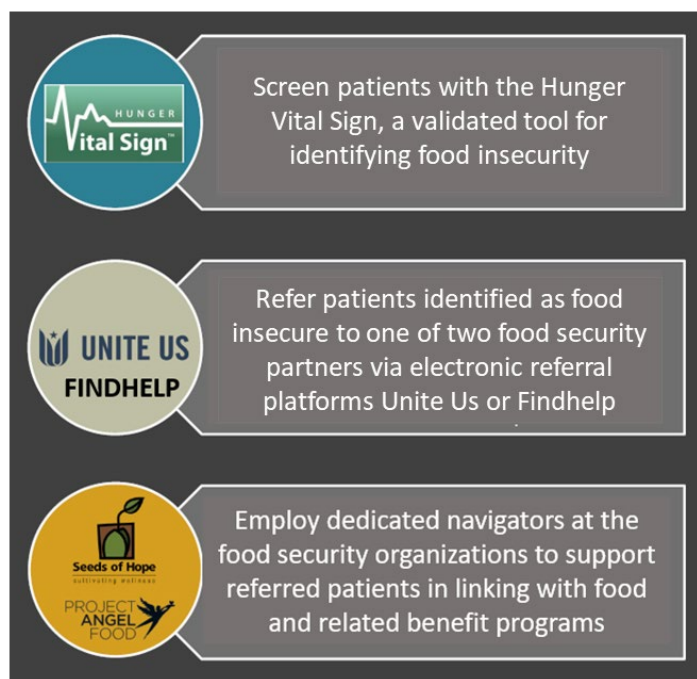 HUNGER
Vital Sign™
Screen patients with the Hunger
Vital Sign, a validated tool for
identifying food insecurity
UNITE US
FINDHELP
Refer patients identified as food
insecure to one of two food security
partners via electronic referral
platforms Unite Us or Findhelp
Seeds of Hope
cultivating wellness
PROJECT
ANGEL
FOOD
Employ dedicated navigators at the
food security organizations to support
referred patients in linking with food
and related benefit programs